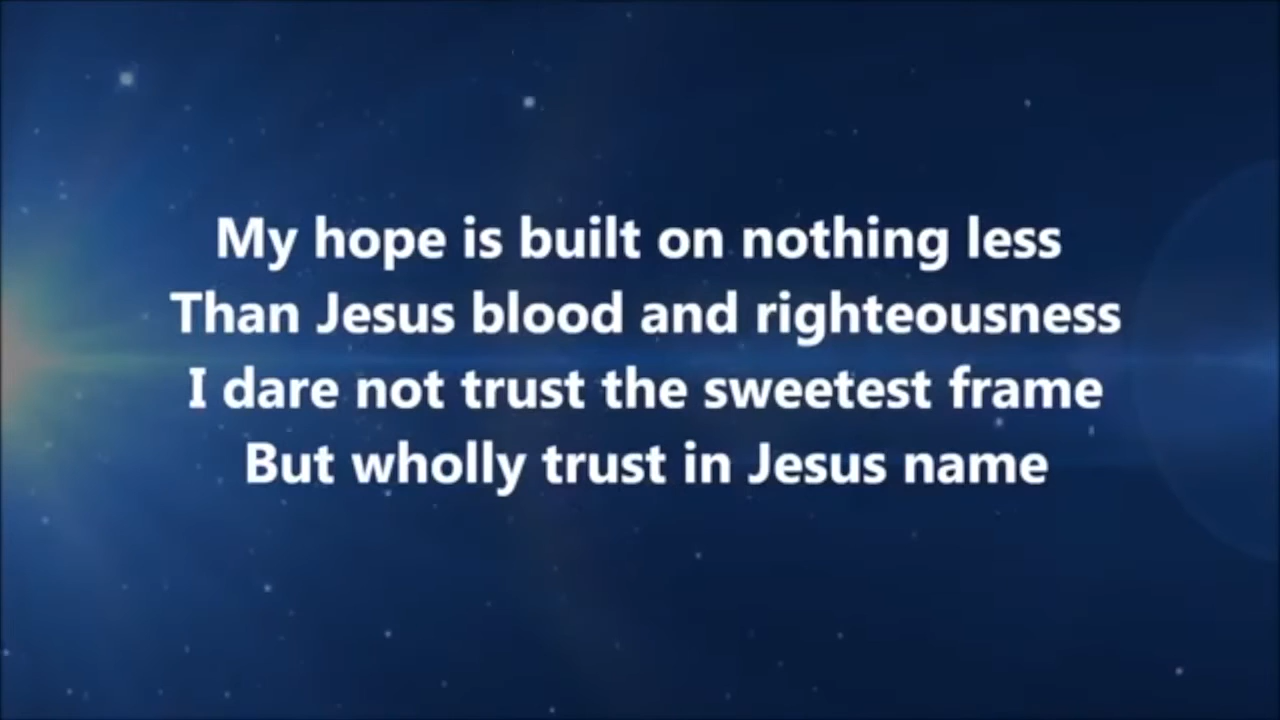 My hope is built on nothing less
Than Jesus blood and righteousness
I dare not trust the sweetest frame
But wholly trust in Jesus name